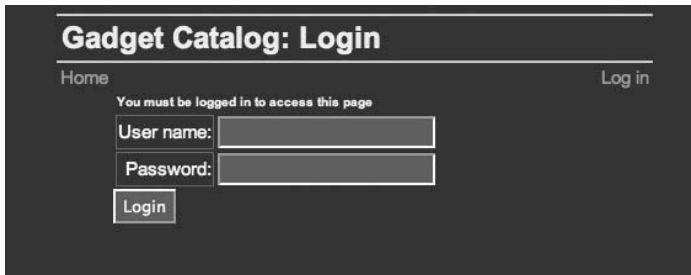 Gadget Catalog: Login
Home Log in
You must be logged in to access this page
User name:
Password:
Login